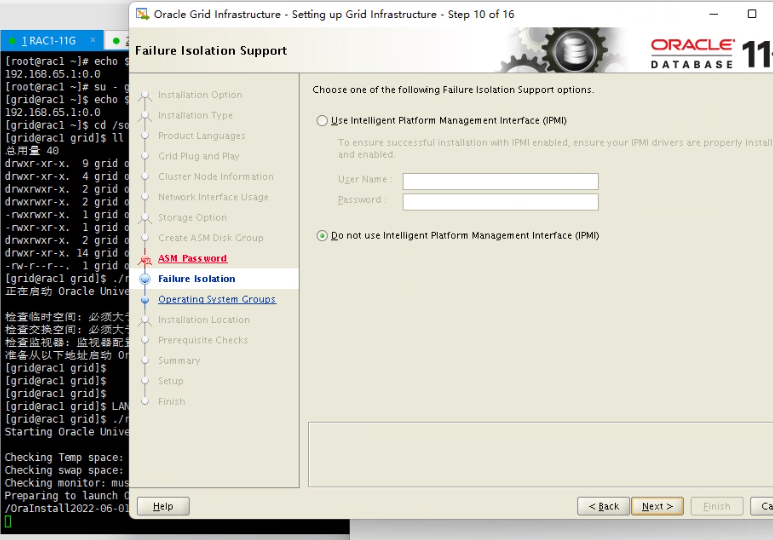 Oracle Grid Infrastructure - Setting up Grid Infrastructure - Step 10 of 16
1 RAC1-11G
Failure Isolation Support
ORACLE
DATABASE
[root@rac1 ~]# echo $
192.168.65.1:0.0
[root@rac1 ~]# su - g
[grid@rac1 ~]$ echo $
192.168.65.1:0.0
[grid@rac1 ~]$ cd /so
[grid@rac1 grid]$ ll
总用量 40
drwxr-xr-x. 9 grid o
drwxrwxr-x. 4 grid o
drwxrwxr-x. 2 grid o
drwxrwxr-x. 2 grid o
-rwxr-xr-x. 1 grid o
-rwxr-xr-x. 1 grid o
drwxrwxr-x. 2 grid o
drwxr-xr-x. 14 grid o
-rw-r--r--. 1 grid o
[grid@rac1 grid]$ ./r
正在启动 Oracle Unive
检查临时空间: 必须大于
检查交换空间: 必须大于
检查监视器: 监视器配置
准备从以下地址启动 Or
[grid@rac1 grid]$
[grid@rac1 grid]$
[grid@rac1 grid]$
[grid@rac1 grid]$ LAN
[grid@rac1 grid]$ ./r
Starting Oracle Unive
Checking Temp space:
Checking swap space:
Checking monitor: mus
Preparing to launch O
/OraInstall2022-06-01
Installation Option
Installation Type
Product Languages
Grid Plug and Play
Cluster Node Information
Network Interface Usage
Storage Option
Create ASM Disk Group
ASM Password
Failure Isolation
Operating System Groups
Installation Location
Prerequisite Checks
Summary
Setup
Finish
Choose one of the following Failure Isolation Support options.
Use Intelligent Platform Management Interface (IPMI)
To ensure successful installation with IPMI enabled, ensure your IPMI drivers are properly install
and enabled.
User Name :
Password :
Do not use Intelligent Platform Management Interface (IPMI)
Help
< Back
Next >
Finish
Ca